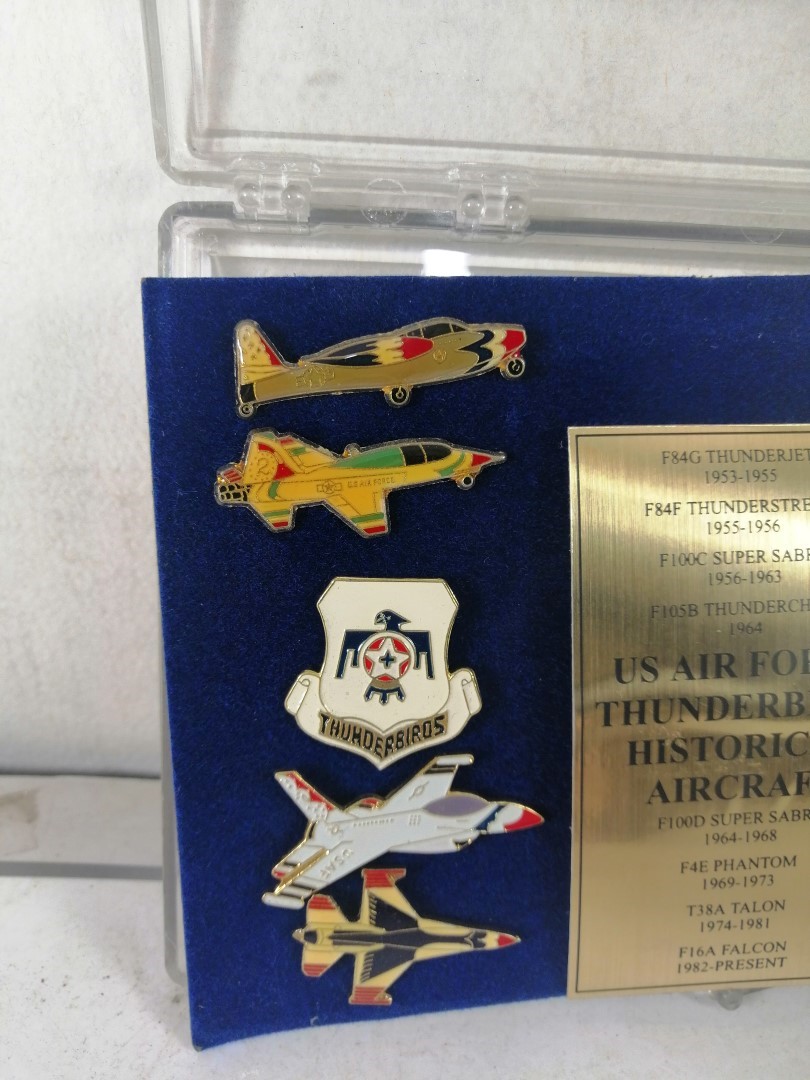 U.S. AIR FORCE
THUNDERBIRDS
USAF
F84G THUNDERJET
1953-1955
F84F THUNDERSTRE
1955-1956
F100C SUPER SABR
1956-1963
F105B THUNDERCH
1964
US AIR FOR
THUNDERB
HISTORIC
AIRCRAF
F100D SUPER SABR
1964-1968
F4E PHANTOM
1969-1973
T38A TALON
1974-1981
F16A FALCON
1982-PRESENT